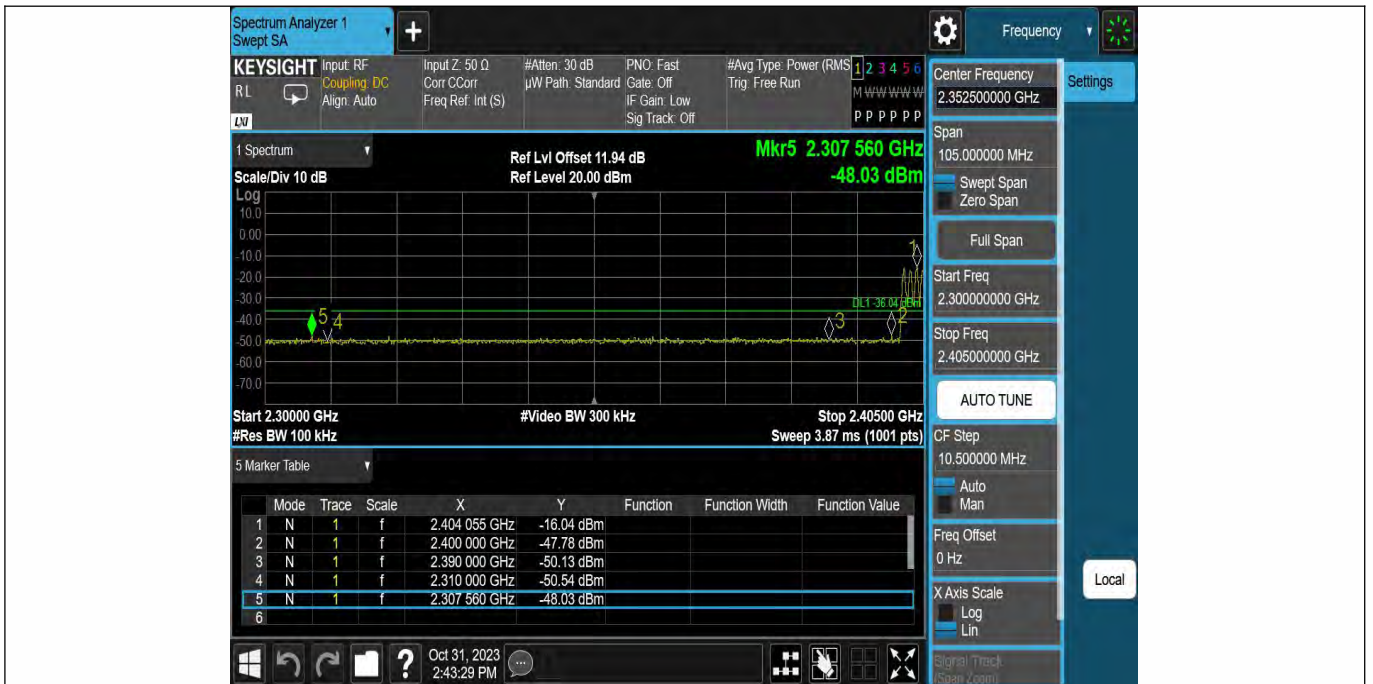 Spectrum Analyzer 1
Swept SA
+
Frequency
KEYSIGHT
RL
LXI
Input: RF
Coupling: DC
Align: Auto
Input Z: 50 Ω
Corr CCorr
Freq Ref: Int (S)
#Atten: 30 dB
µW Path: Standard
PNO: Fast
Gate: Off
IF Gain: Low
Sig Track: Off
#Avg Type: Power (RMS
Trig: Free Run
1 2 3 4 5 6
M W W W W W
P P P P P P
1 Spectrum
Scale/Div 10 dB
Ref Lvl Offset 11.94 dB
Ref Level 20.00 dBm
Mkr5 2.307 560 GHz
-48.03 dBm
Log
10.0
0.00
-10.0
-20.0
-30.0
-40.0
-50.0
-60.0
-70.0
1
DL1 -36.04 dBm
5 4
3
2
Start 2.30000 GHz
#Video BW 300 kHz
Stop 2.40500 GHz
#Res BW 100 kHz
Sweep 3.87 ms (1001 pts)
5 Marker Table
Mode Trace Scale X Y Function Function Width Function Value
1 N 1 f 2.404 055 GHz -16.04 dBm
2 N 1 f 2.400 000 GHz -47.78 dBm
3 N 1 f 2.390 000 GHz -50.13 dBm
4 N 1 f 2.310 000 GHz -50.54 dBm
5 N 1 f 2.307 560 GHz -48.03 dBm
6
?
Oct 31, 2023
2:43:29 PM
Center Frequency
2.352500000 GHz
Settings
Span
105.000000 MHz
Swept Span
Zero Span
Full Span
Start Freq
2.300000000 GHz
Stop Freq
2.405000000 GHz
AUTO TUNE
CF Step
10.500000 MHz
Auto
Man
Freq Offset
0 Hz
X Axis Scale
Log
Lin
Local
Signal Track
(Span Zoom)